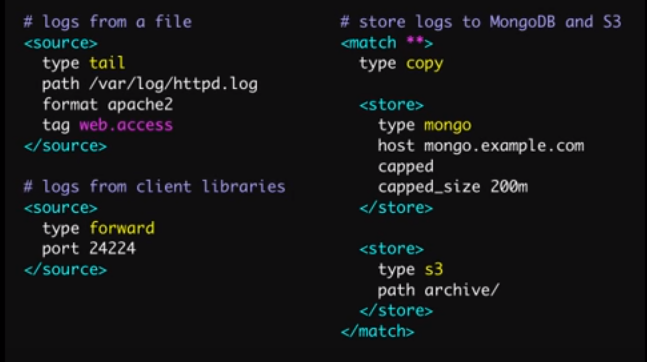 # logs from a file
<source>
type tail
path /var/log/httpd.log
format apache2
tag web.access
</source>
# logs from client libraries
<source>
type forward
port 24224
</source>
# store logs to MongoDB and S3
<match **>
type copy
<store>
type mongo
host mongo.example.com
capped
capped_size 200m
</store>
<store>
type s3
path archive/
</store>
</match>